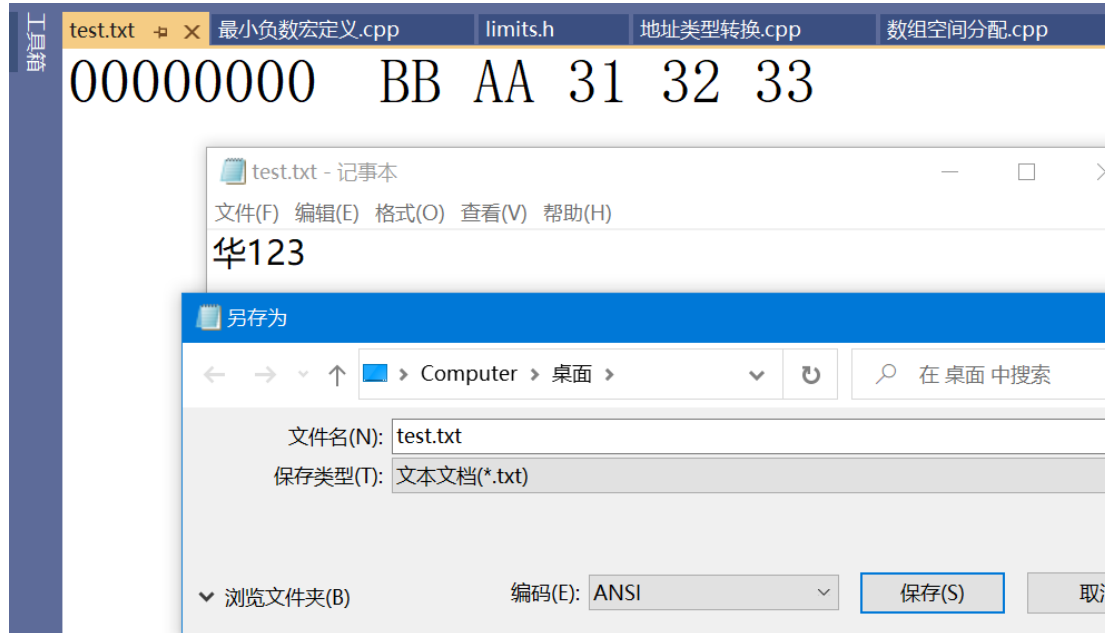 工具箱
test.txt 最小负数宏定义.cpp limits.h 地址类型转换.cpp 数组空间分配.cpp
00000000 BB AA 31 32 33
test.txt - 记事本
文件(F) 编辑(E) 格式(O) 查看(V) 帮助(H)
华123
另存为
Computer 桌面 在 桌面 中搜索
文件名(N): test.txt
保存类型(T): 文本文档(*.txt)
浏览文件夹(B) 编码(E): ANSI 保存(S) 取